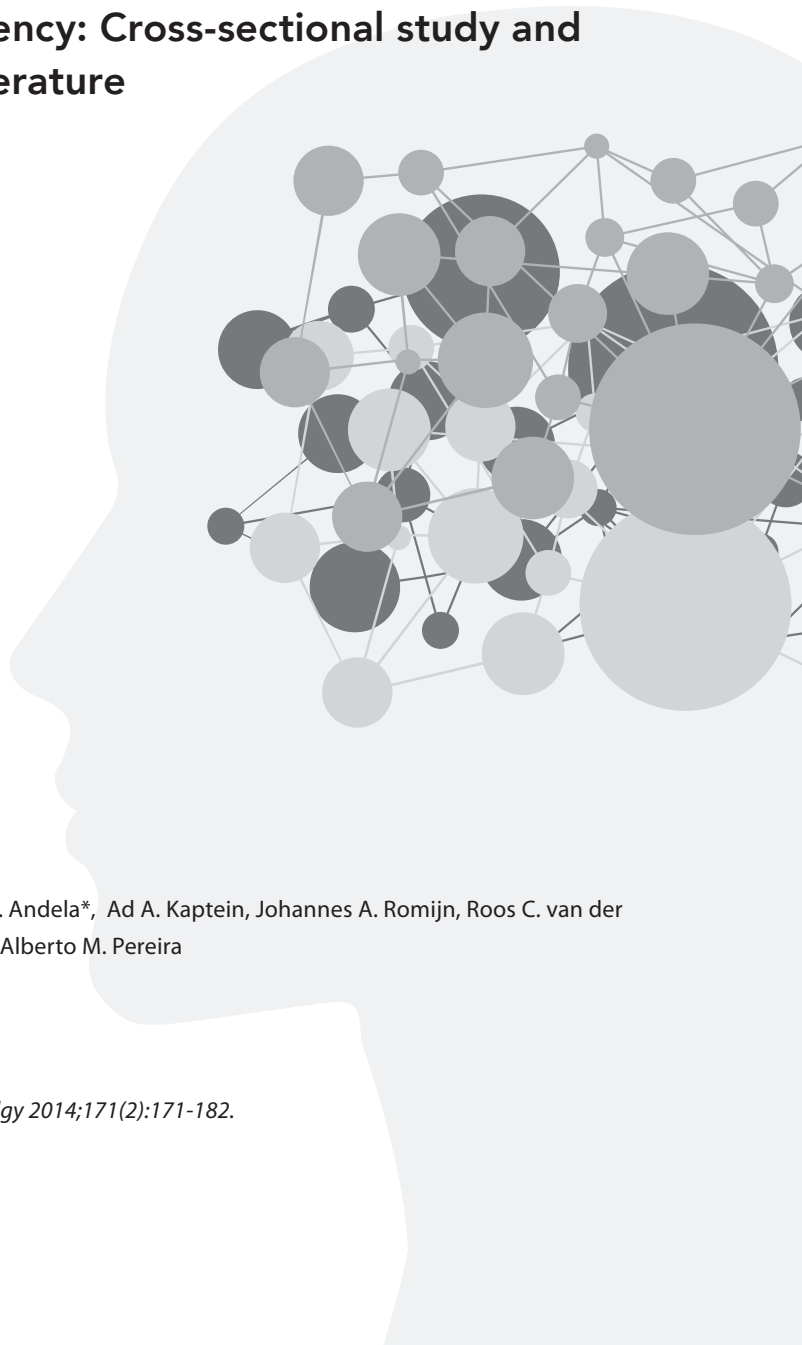 ency: Cross-sectional study and
erature
. Andela*, Ad A. Kaptein, Johannes A. Romijn, Roos C. van der
Alberto M. Pereira
lgy 2014;171(2):171-182.